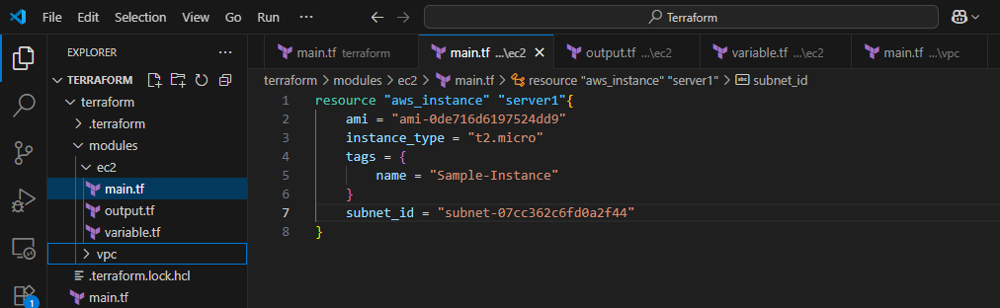 File Edit Selection View Go Run ... Terraform
EXPLORER ...
main.tf terraform
main.tf ...\ec2
output.tf ...\ec2
variable.tf ...\ec2
main.tf ...\vpc
TERRAFORM
terraform > modules > ec2 > main.tf > resource "aws_instance" "server1" > abc subnet_id
terraform
.terraform
modules
ec2
main.tf
output.tf
variable.tf
vpc
.terraform.lock.hcl
main.tf
1
1 resource "aws_instance" "server1"{
2 ami = "ami-0de716d6197524dd9"
3 instance_type = "t2.micro"
4 tags = {
5 name = "Sample-Instance"
6 }
7 subnet_id = "subnet-07cc362c6fd0a2f44"
8 }